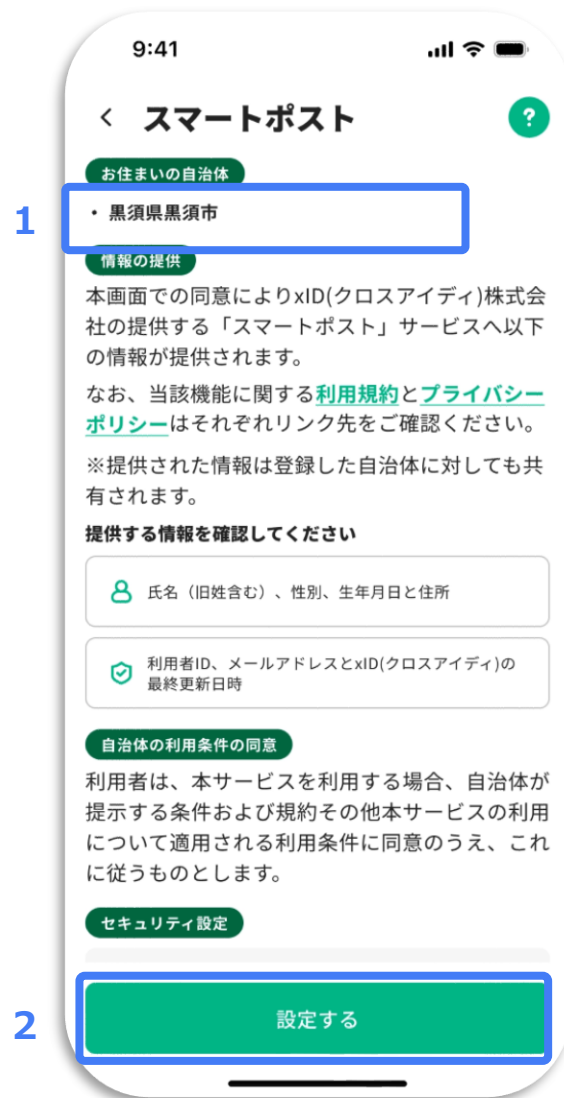 9:41
スマートポスト
?
お住まいの自治体
1
・ 黒須県黒須市
情報の提供
本画面での同意によりxID(クロスアイディ)株式会
社の提供する「スマートポスト」サービスへ以下
の情報が提供されます。
なお、当該機能に関する利用規約とプライバシー
ポリシーはそれぞれリンク先をご確認ください。
※提供された情報は登録した自治体に対しても共
有されます。
提供する情報を確認してください
氏名（旧姓含む）、性別、生年月日と住所
利用者ID、メールアドレスとxID(クロスアイディ)の
最終更新日時
自治体の利用条件の同意
利用者は、本サービスを利用する場合、自治体が
提示する条件および規約その他本サービスの利用
について適用される利用条件に同意のうえ、これ
に従うものとします。
セキュリティ設定
2
設定する